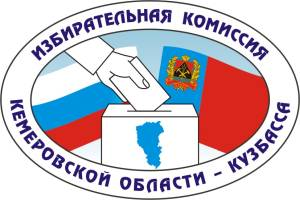 ИЗБИРАТЕЛЬНАЯ КОМИССИЯ
КЕМЕРОВСКОЙ ОБЛАСТИ – КУЗБАССА